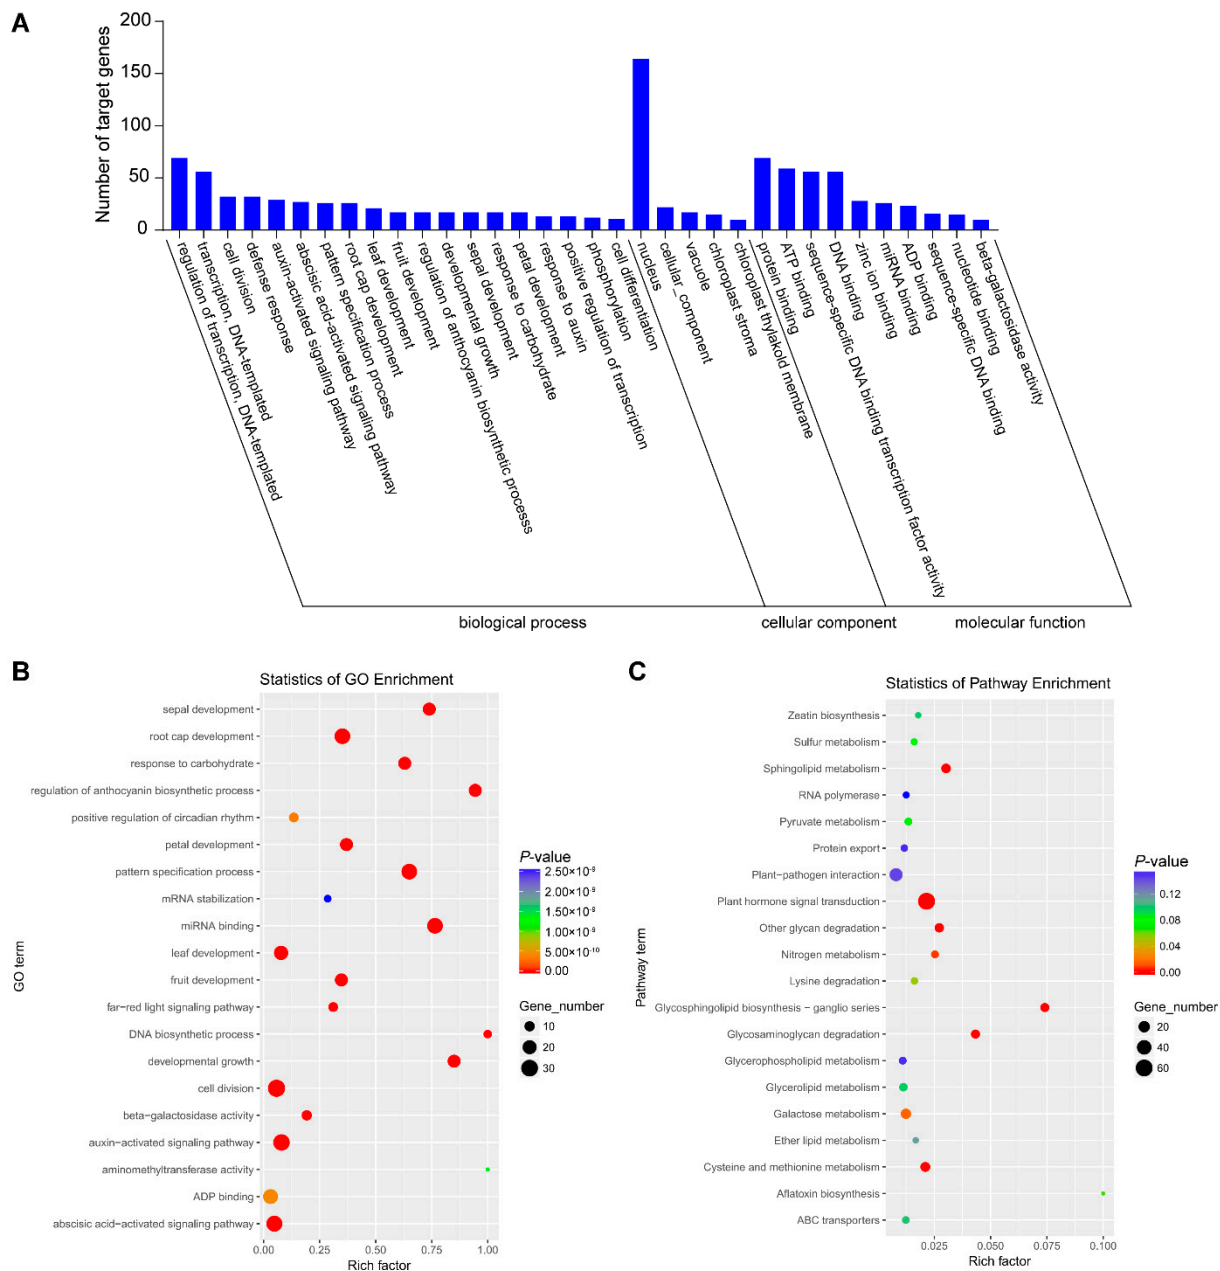 A
200
150
100
50
0
Number of target genes
regulation of transcription, DNA-templated
transcription, DNA-templated
cell division
defense response
auxin-activated signaling pathway
abscisic acid-activated signaling pathway
pattern specification process
root cap development
leaf development
fruit development
regulation of anthocyanin biosynthetic processs
developmental growth
sepal development
response to carbohydrate
petal development
response to auxin
positive regulation of transcription
phosphorylation
cell differentiation
nucleus
cellular_component
vacuole
chloroplast stroma
chloroplast thylakoid membrane
protein binding
ATP binding
sequence-specific DNA binding transcription factor activity
DNA binding
zinc ion binding
miRNA binding
ADP binding
sequence-specific DNA binding
nucleotide binding
beta-galactosidase activity
biological process
cellular component
molecular function
B
Statistics of GO Enrichment
GO term
sepal development
root cap development
response to carbohydrate
regulation of anthocyanin biosynthetic process
positive regulation of circadian rhythm
petal development
pattern specification process
mRNA stabilization
miRNA binding
leaf development
fruit development
far−red light signaling pathway
DNA biosynthetic process
developmental growth
cell division
beta−galactosidase activity
auxin−activated signaling pathway
aminomethyltransferase activity
ADP binding
abscisic acid−activated signaling pathway
0.00
0.25
0.50
0.75
1.00
Rich factor
P-value
2.50×10⁻⁹
2.00×10⁻⁹
1.50×10⁻⁹
1.00×10⁻⁹
5.00×10⁻¹⁰
0.00
Gene_number
10
20
30
C
Statistics of Pathway Enrichment
Pathway term
Zeatin biosynthesis
Sulfur metabolism
Sphingolipid metabolism
RNA polymerase
Pyruvate metabolism
Protein export
Plant−pathogen interaction
Plant hormone signal transduction
Other glycan degradation
Nitrogen metabolism
Lysine degradation
Glycosphingolipid biosynthesis − ganglio series
Glycosaminoglycan degradation
Glycerophospholipid metabolism
Glycerolipid metabolism
Galactose metabolism
Ether lipid metabolism
Cysteine and methionine metabolism
Aflatoxin biosynthesis
ABC transporters
0.025
0.050
0.075
0.100
Rich factor
P-value
0.12
0.08
0.04
0.00
Gene_number
20
40
60